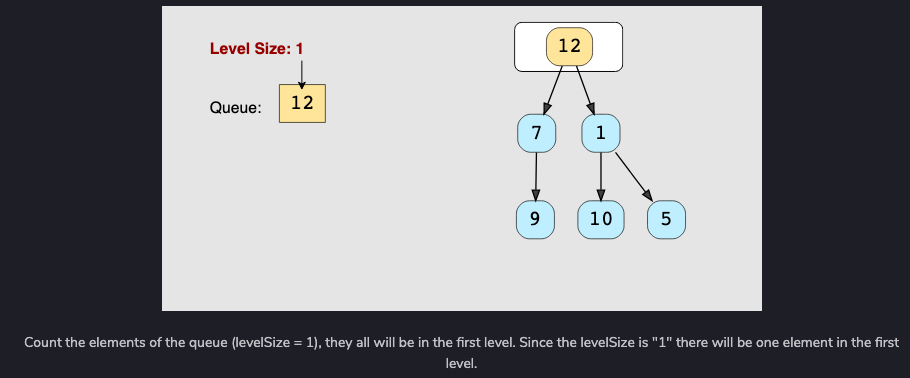 Level Size: 1
12
Queue:
12
7
1
9
10
5
Count the elements of the queue (levelSize = 1), they all will be in the first level. Since the levelSize is "1" there will be one element in the first
level.